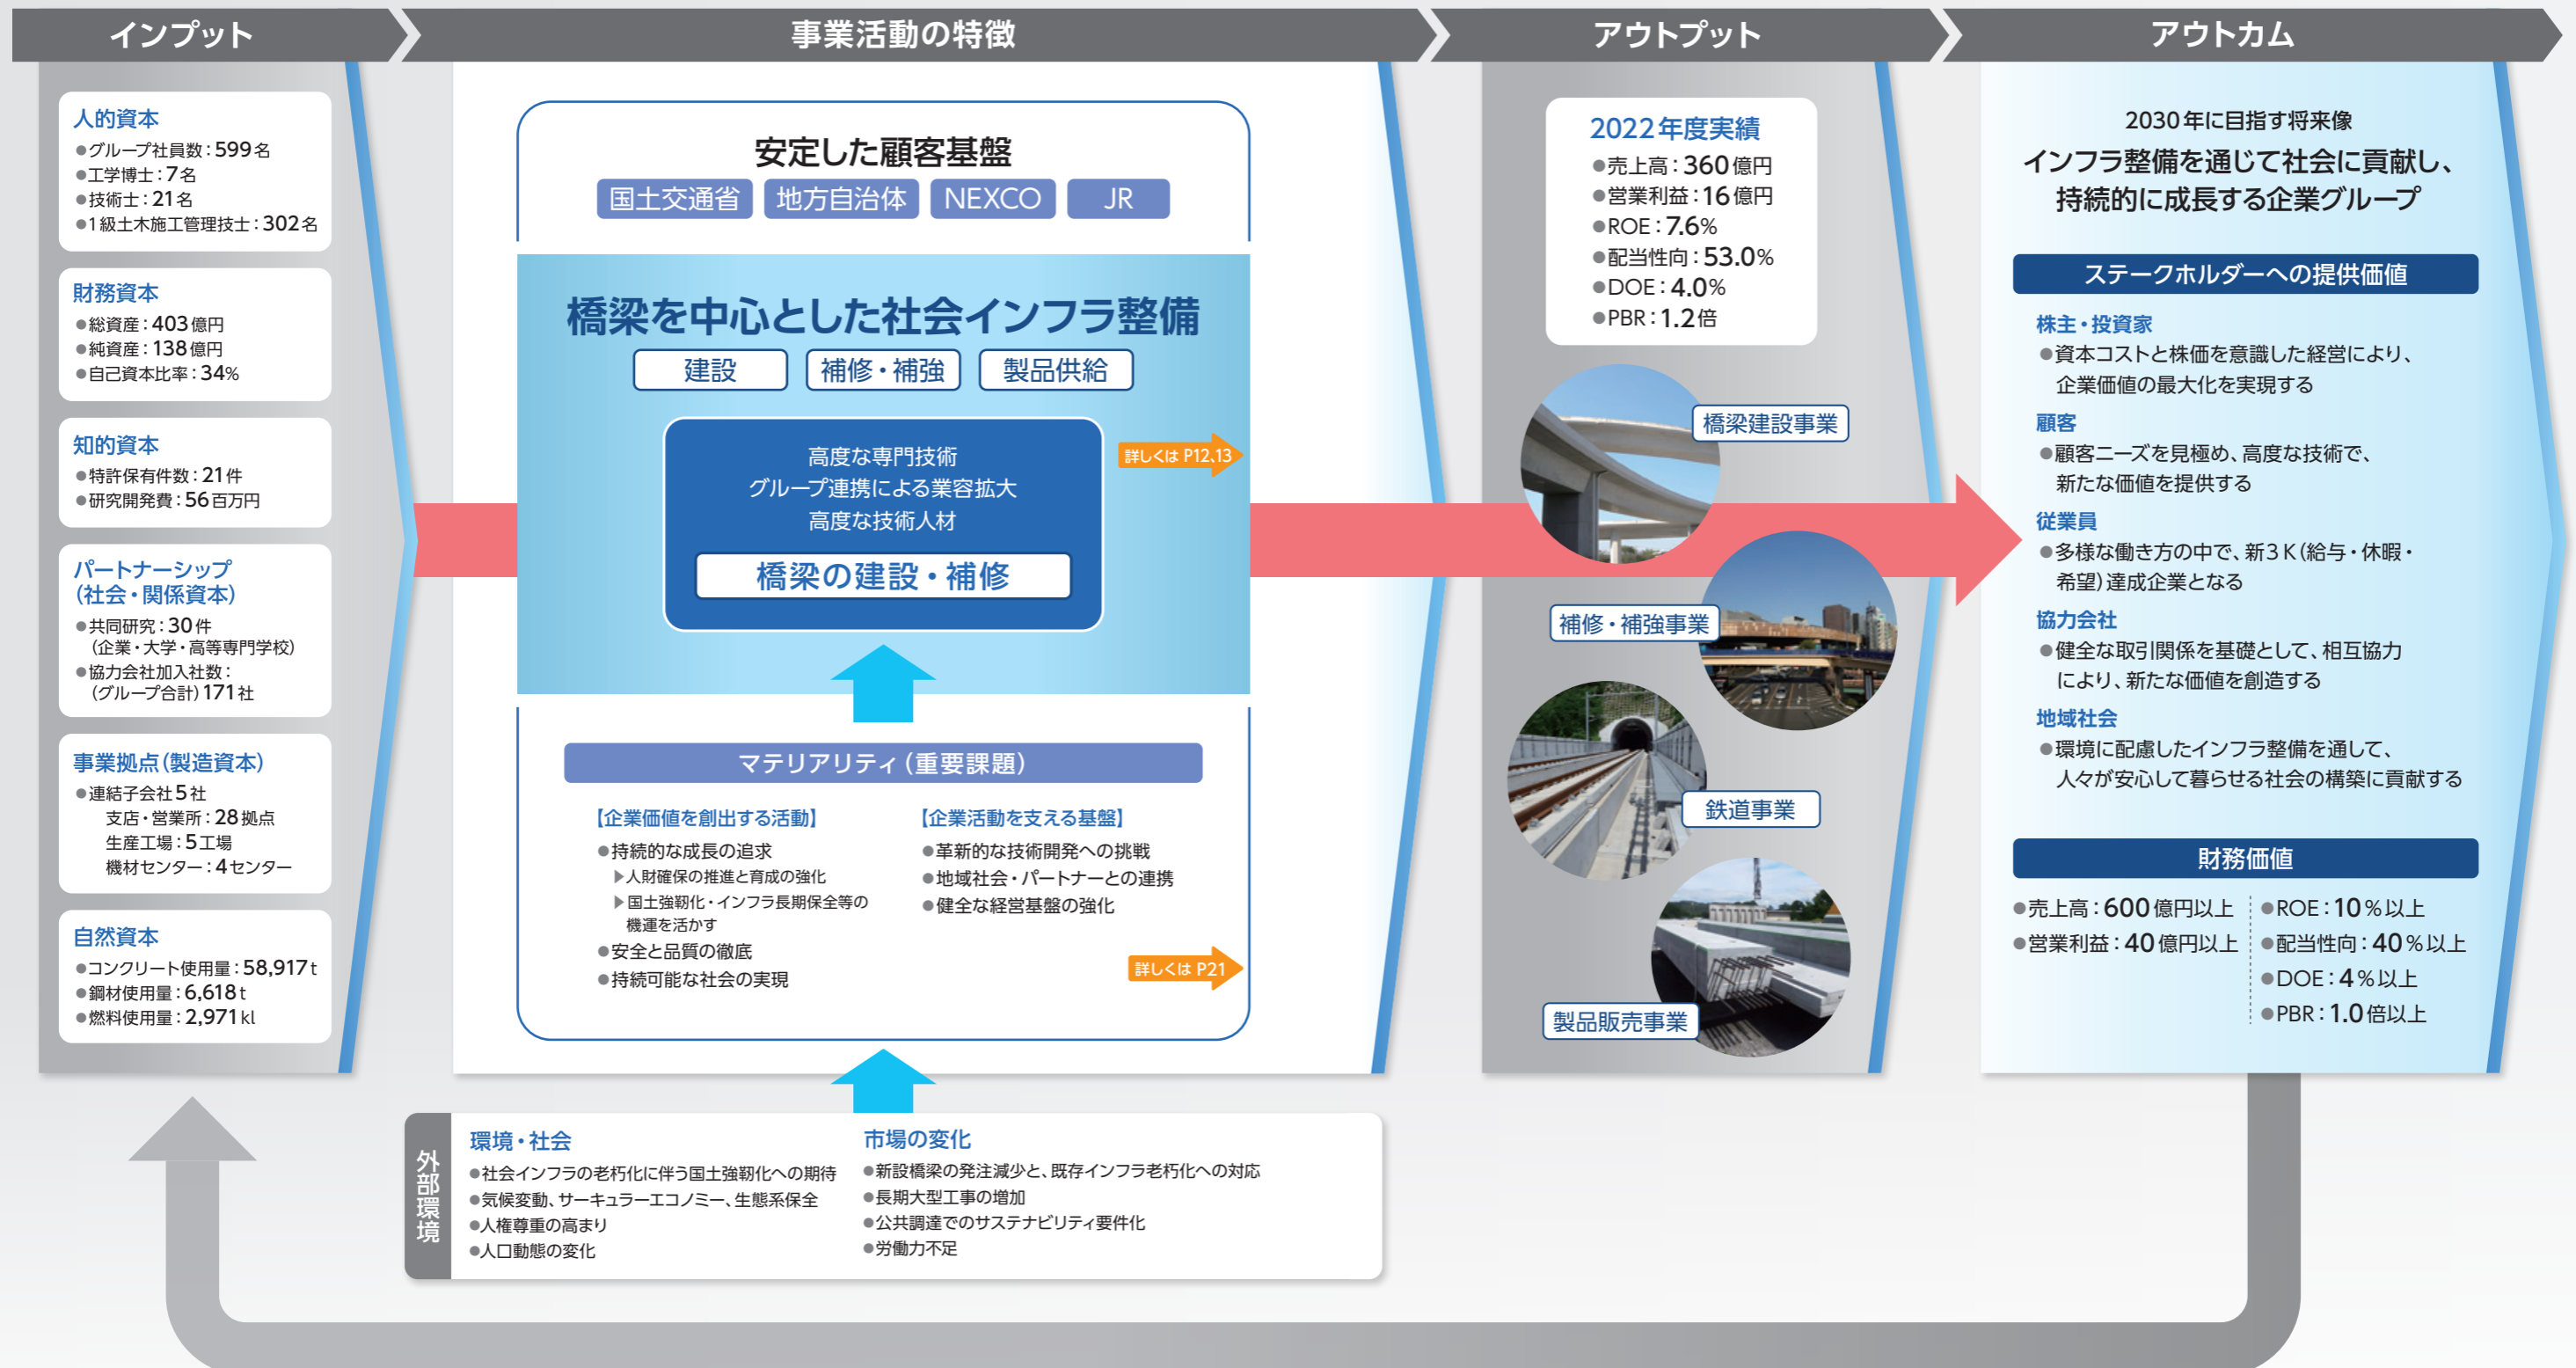 インプット
事業活動の特徴
アウトプット
アウトカム
人的資本
●グループ社員数：599名
●工学博士：7名
●技術士：21名
●1級土木施工管理技士：302名
財務資本
●総資産：403億円
●純資産：138億円
●自己資本比率：34%
知的資本
●特許保有件数：21件
●研究開発費：56百万円
パートナーシップ
（社会・関係資本）
●共同研究：30件
（企業・大学・高等専門学校）
●協力会社加入社数：
（グループ合計）171社
事業拠点（製造資本）
●連結子会社5社
支店・営業所：28拠点
生産工場：5工場
機材センター：4センター
自然資本
●コンクリート使用量：58,917t
●鋼材使用量：6,618t
●燃料使用量：2,971kl
安定した顧客基盤
国土交通省 地方自治体 NEXCO JR
橋梁を中心とした社会インフラ整備
建設 補修・補強 製品供給
高度な専門技術
グループ連携による業容拡大
高度な技術人材
橋梁の建設・補修
詳しくは P12、13
マテリアリティ（重要課題）
【企業価値を創出する活動】
●持続的な成長の追求
▶人財確保の推進と育成の強化
▶国土強靭化・インフラ長期保全等の
機運を活かす
●安全と品質の徹底
●持続可能な社会の実現
【企業活動を支える基盤】
●革新的な技術開発への挑戦
●地域社会・パートナーとの連携
●健全な経営基盤の強化
詳しくは P21
外部環境
環境・社会
●社会インフラの老朽化に伴う国土強靭化への期待
●気候変動、サーキュラーエコノミー、生態系保全
●人権尊重の高まり
●人口動態の変化
市場の変化
●新設橋梁の発注減少と、既存インフラ老朽化への対応
●長期大型工事の増加
●公共調達でのサステナビリティ要件化
●労働力不足
2022年度実績
●売上高：360億円
●営業利益：16億円
●ROE：7.6%
●配当性向：53.0%
●DOE：4.0%
●PBR：1.2倍
橋梁建設事業
補修・補強事業
鉄道事業
製品販売事業
2030年に目指す将来像
インフラ整備を通じて社会に貢献し、
持続的に成長する企業グループ
ステークホルダーへの提供価値
株主・投資家
●資本コストと株価を意識した経営により、
企業価値の最大化を実現する
顧客
●顧客ニーズを見極め、高度な技術で、
新たな価値を提供する
従業員
●多様な働き方の中で、新3K（給与・休暇・
希望）達成企業となる
協力会社
●健全な取引関係を基礎として、相互協力
により、新たな価値を創造する
地域社会
●環境に配慮したインフラ整備を通して、
人々が安心して暮らせる社会の構築に貢献する
財務価値
●売上高：600億円以上
●営業利益：40億円以上
●ROE：10%以上
●配当性向：40%以上
●DOE：4%以上
●PBR：1.0倍以上